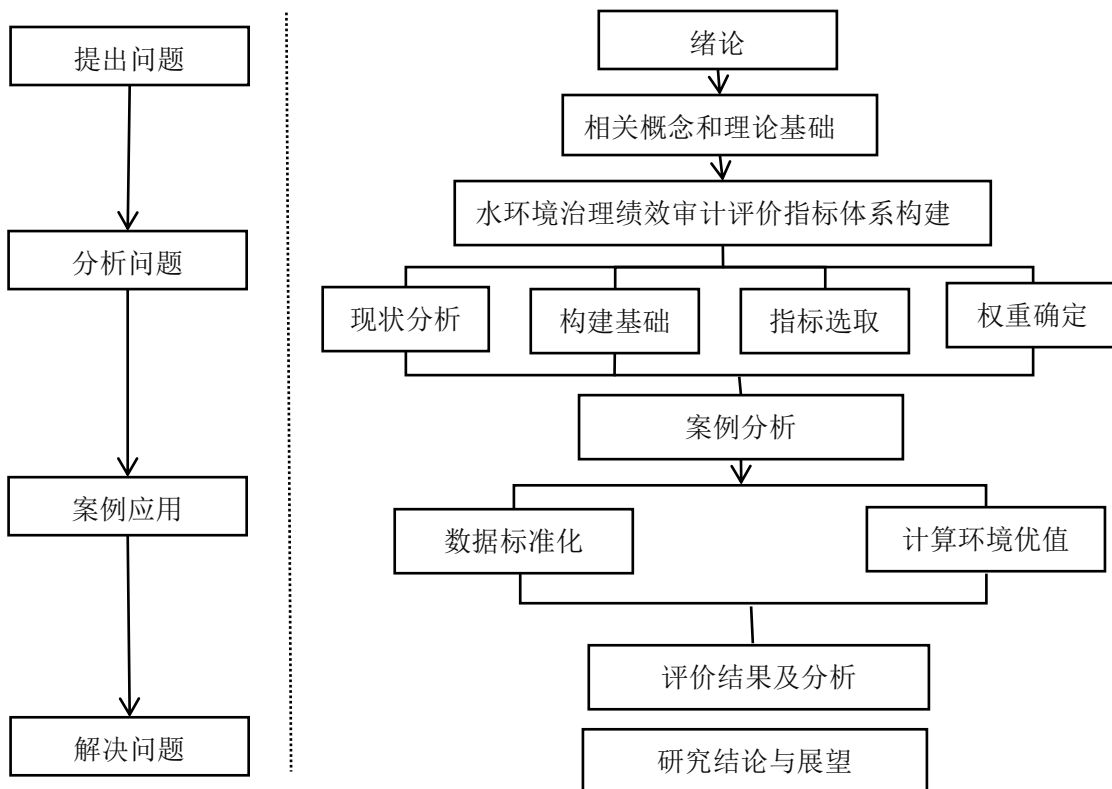 提出问题
分析问题
案例应用
解决问题
绪论
相关概念和理论基础
水环境治理绩效审计评价指标体系构建
现状分析
构建基础
指标选取
权重确定
案例分析
数据标准化
计算环境优值
评价结果及分析
研究结论与展望